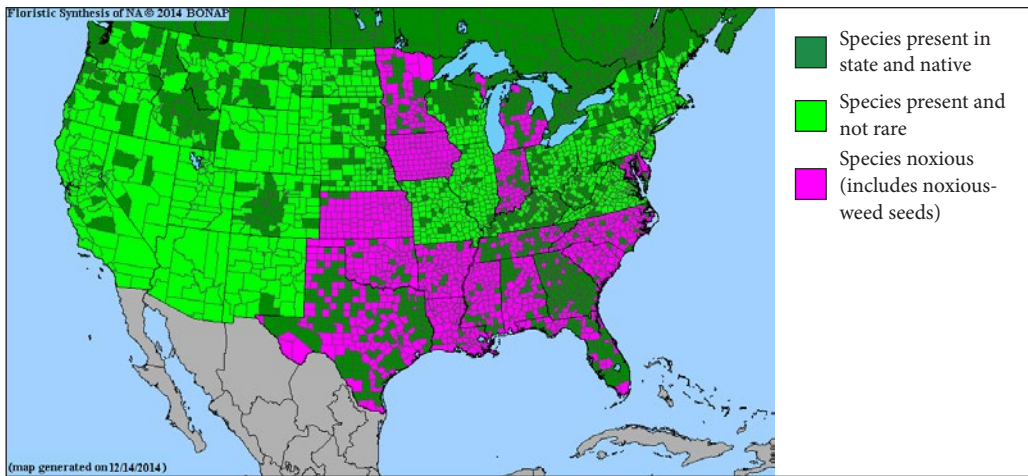 Floristic Synthesis of NA © 2014 BONAP
Species present in
state and native
Species present and
not rare
Species noxious
(includes noxious-
weed seeds)
(map generated on 12/14/2014)